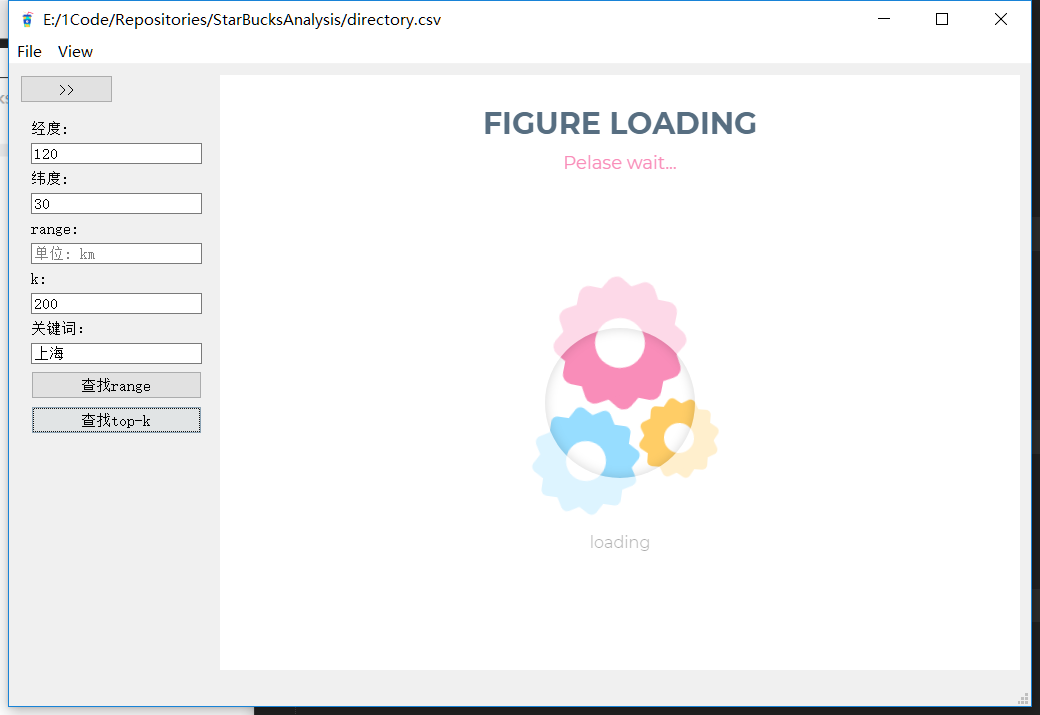 E:/1Code/Repositories/StarBucksAnalysis/directory.csv
File View
>>
经度：
120
纬度：
30
range:
单位：km
k:
200
关键词：
上海
查找range
查找top-k
FIGURE LOADING
Pelase wait...
loading